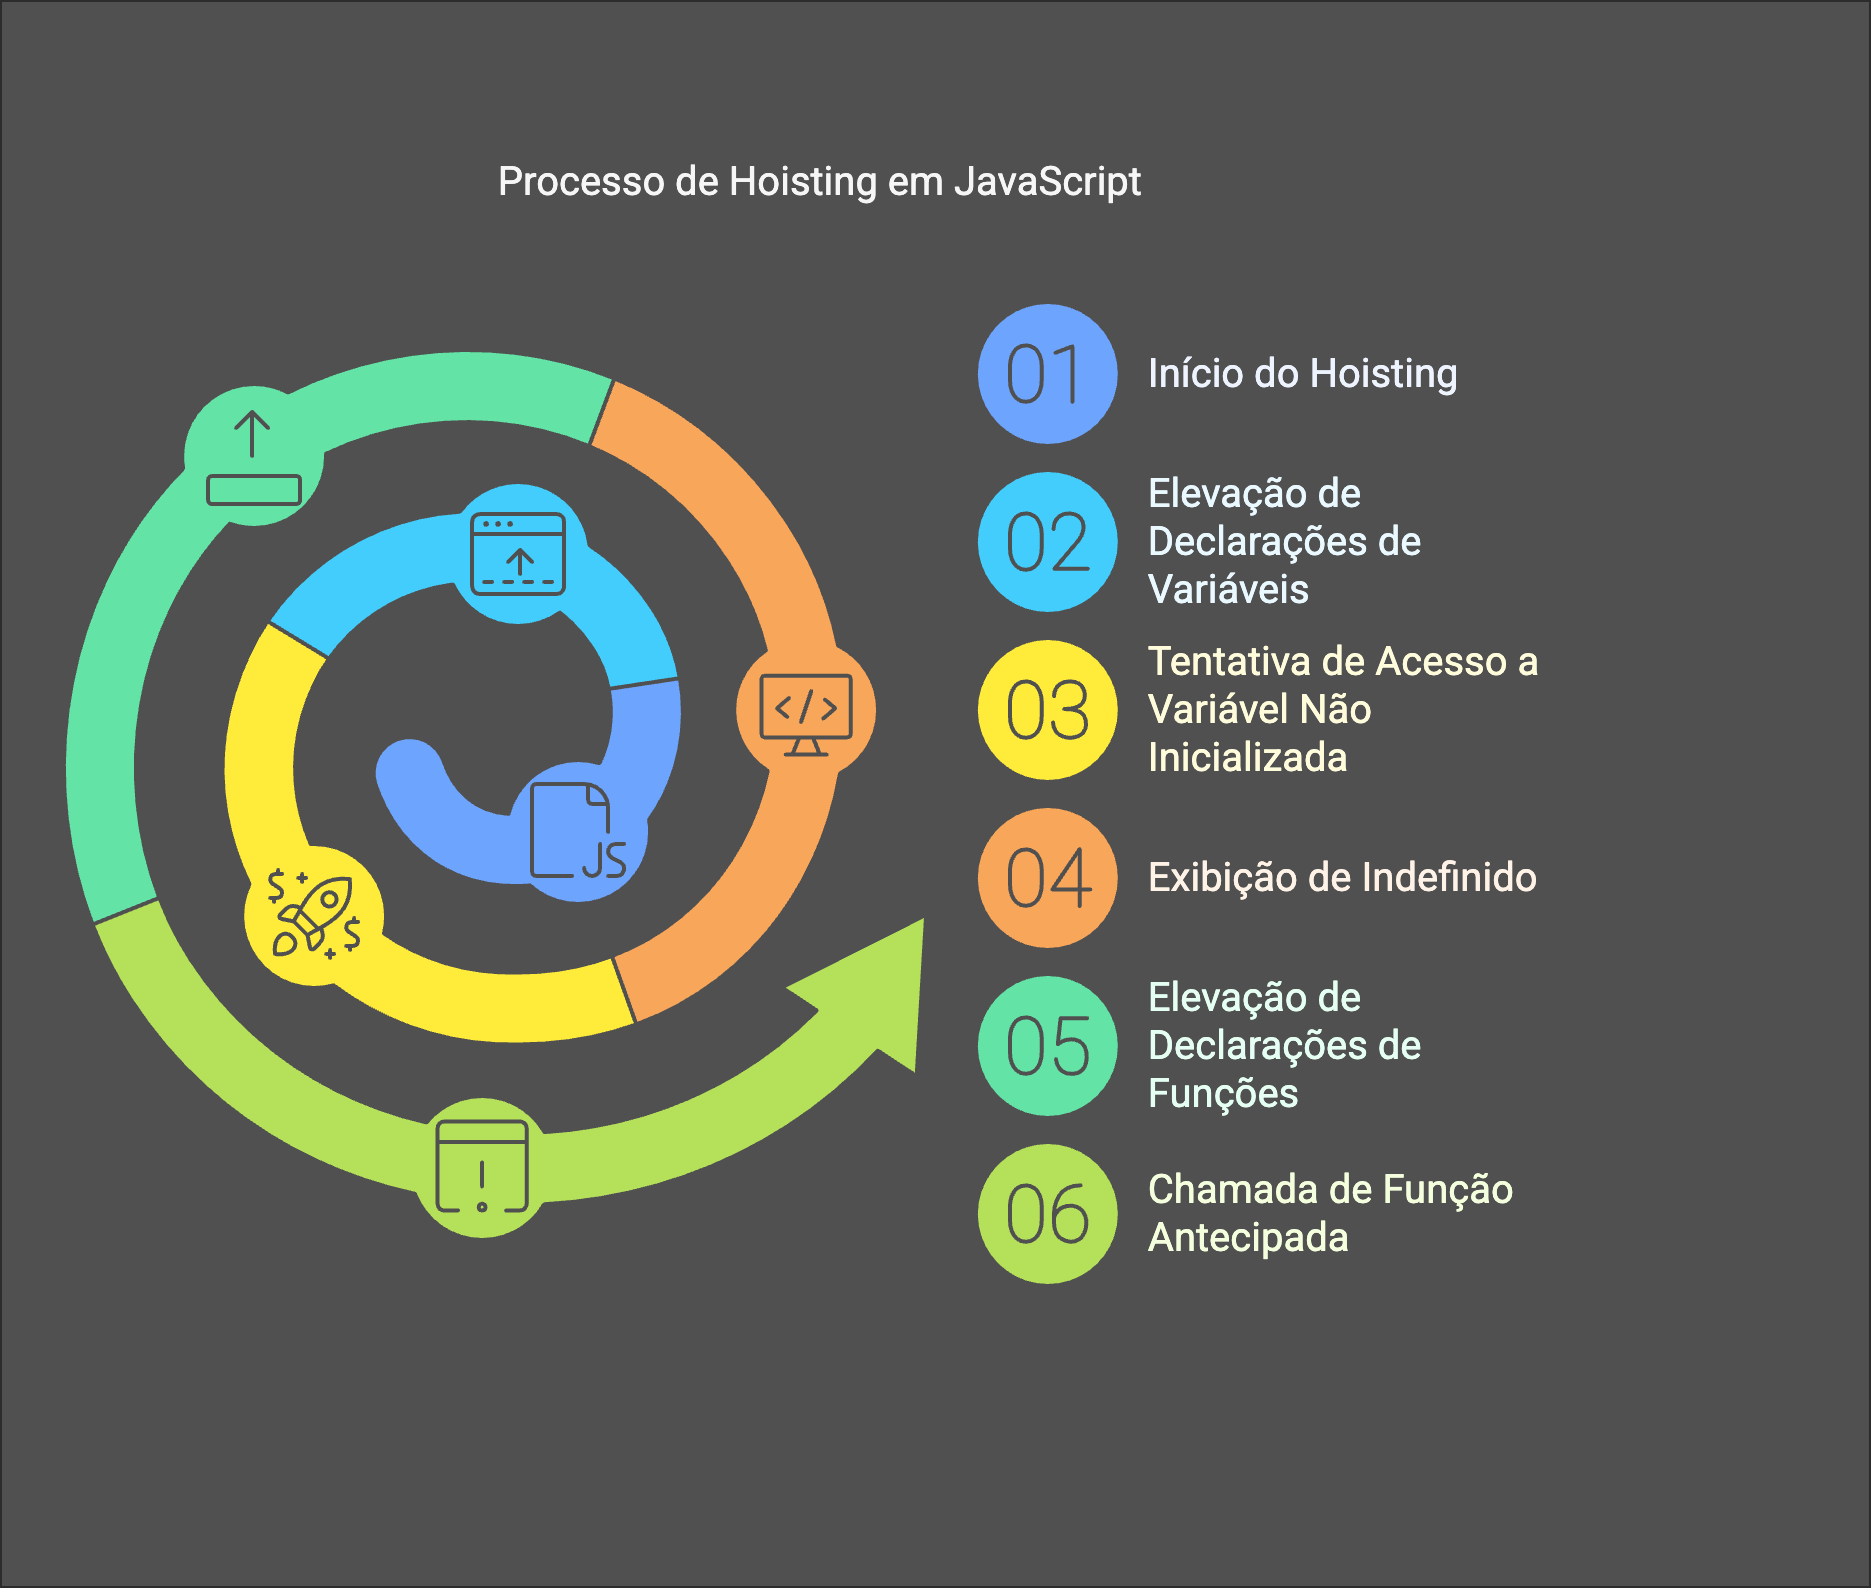 Processo de Hoisting em JavaScript
01
Início do Hoisting
02
Elevação de
Declarações de
Variáveis
03
Tentativa de Acesso a
Variável Não
Inicializada
04
Exibição de Indefinido
05
Elevação de
Declarações de
Funções
06
Chamada de Função
Antecipada
</>
JS
$
$
!